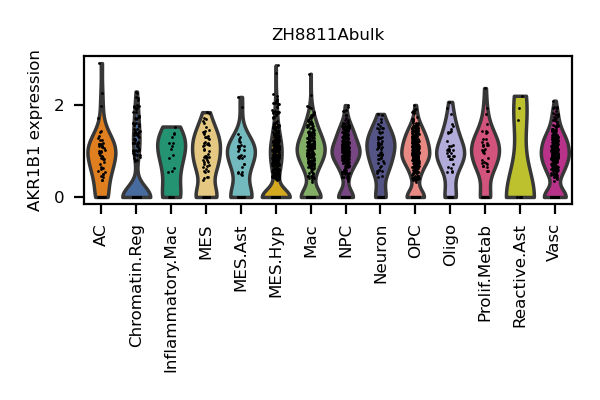 ZH8811Abulk
AKR1B1 expression
2
0
AC
Chromatin.Reg
Inflammatory.Mac
MES
MES.Ast
MES.Hyp
Mac
NPC
Neuron
OPC
Oligo
Prolif.Metab
Reactive.Ast
Vasc